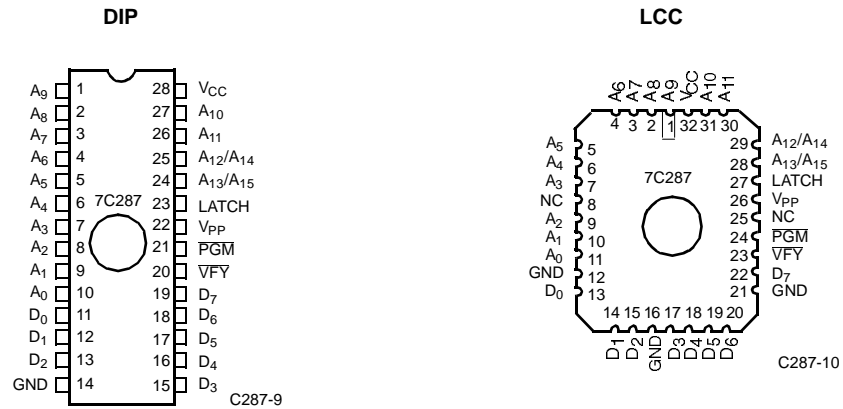 DIP
A9 1 28 VCC
A8 2 27 A10
A7 3 26 A11
A6 4 25 A12/A14
A5 5 24 A13/A15
A4 6 7C287 23 LATCH
A3 7 22 VPP
A2 8 21 PGM
A1 9 20 VFY
A0 10 19 D7
D0 11 18 D6
D1 12 17 D5
D2 13 16 D4
GND 14 15 D3
C287-9
LCC
A6 A7 A8 A9 VCC A10 A11
4 3 2 1 32 31 30
A5 5 29 A12/A14
A4 6 28 A13/A15
A3 7 7C287 27 LATCH
NC 8 26 VPP
A2 9 25 NC
A1 10 24 PGM
A0 11 23 VFY
GND 12 22 D7
D0 13 21 GND
14 15 16 17 18 19 20
D1 D2 GND D3 D4 D5 D6
C287-10